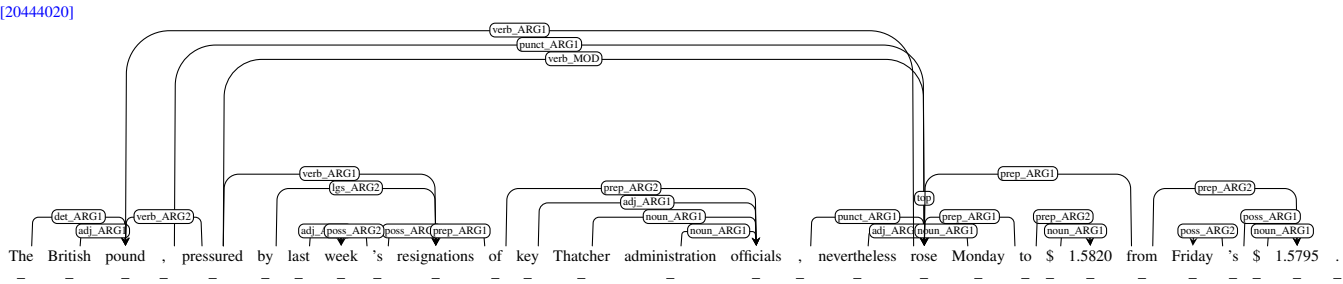 [20444020]
verb_ARG1
punct_ARG1
verb_MOD
verb_ARG1 prep_ARG1
lgs_ARG2 prep_ARG2 prep_ARG2
top
adj_ARG1
det_ARG1 verb_ARG2 noun_ARG1 punct_ARG1 prep_ARG1 prep_ARG2 poss_ARG1
adj_ARG1 poss_ARG2 prep_ARG1 noun_ARG1 noun_ARG1 noun_ARG1 poss_ARG2 noun_ARG1
The British pound , pressured by last week 's resignations of key Thatcher administration officials , nevertheless rose Monday to $ 1.5820 from Friday 's $ 1.5795 .
_ _ _ _ _ _ _ _ _ _ _ _ _ _ _ _ _ _ _ _ _ _ _ _ _ _ _ _